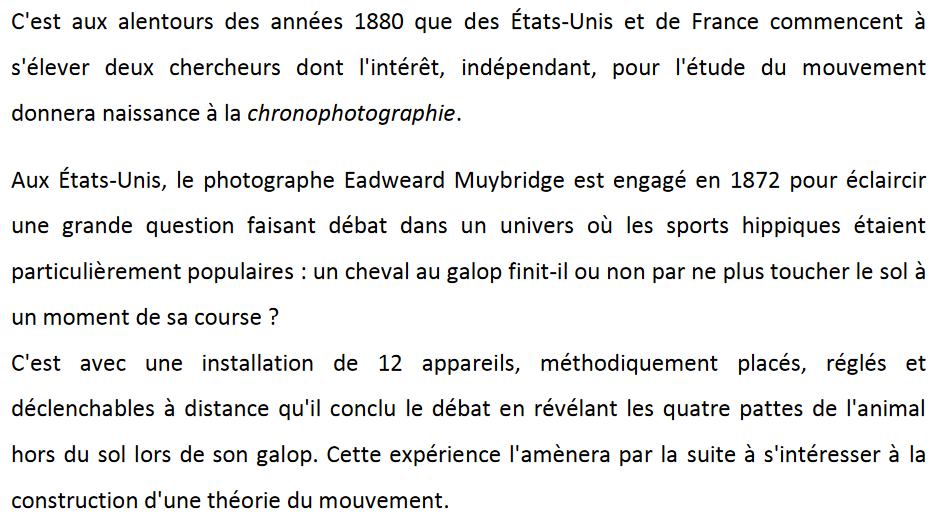 C'est aux alentours des années 1880 que des États-Unis et de France commencent à
s'élever deux chercheurs dont l'intérêt, indépendant, pour l'étude du mouvement
donnera naissance à la chronophotographie.
Aux États-Unis, le photographe Eadweard Muybridge est engagé en 1872 pour éclaircir
une grande question faisant débat dans un univers où les sports hippiques étaient
particulièrement populaires : un cheval au galop finit-il ou non par ne plus toucher le sol à
un moment de sa course ?
C'est avec une installation de 12 appareils, méthodiquement placés, réglés et
déclenchables à distance qu'il conclu le débat en révélant les quatre pattes de l'animal
hors du sol lors de son galop. Cette expérience l'amènera par la suite à s'intéresser à la
construction d'une théorie du mouvement.